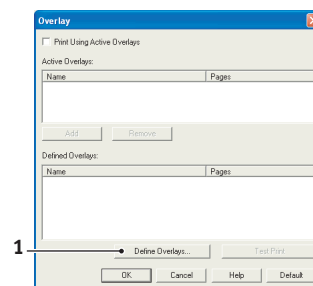 Overlay
Print Using Active Overlays
Active Overlays:
Name Pages
Add Remove
Defined Overlays:
Name Pages
1 Define Overlays... Test Print
OK Cancel Help Default